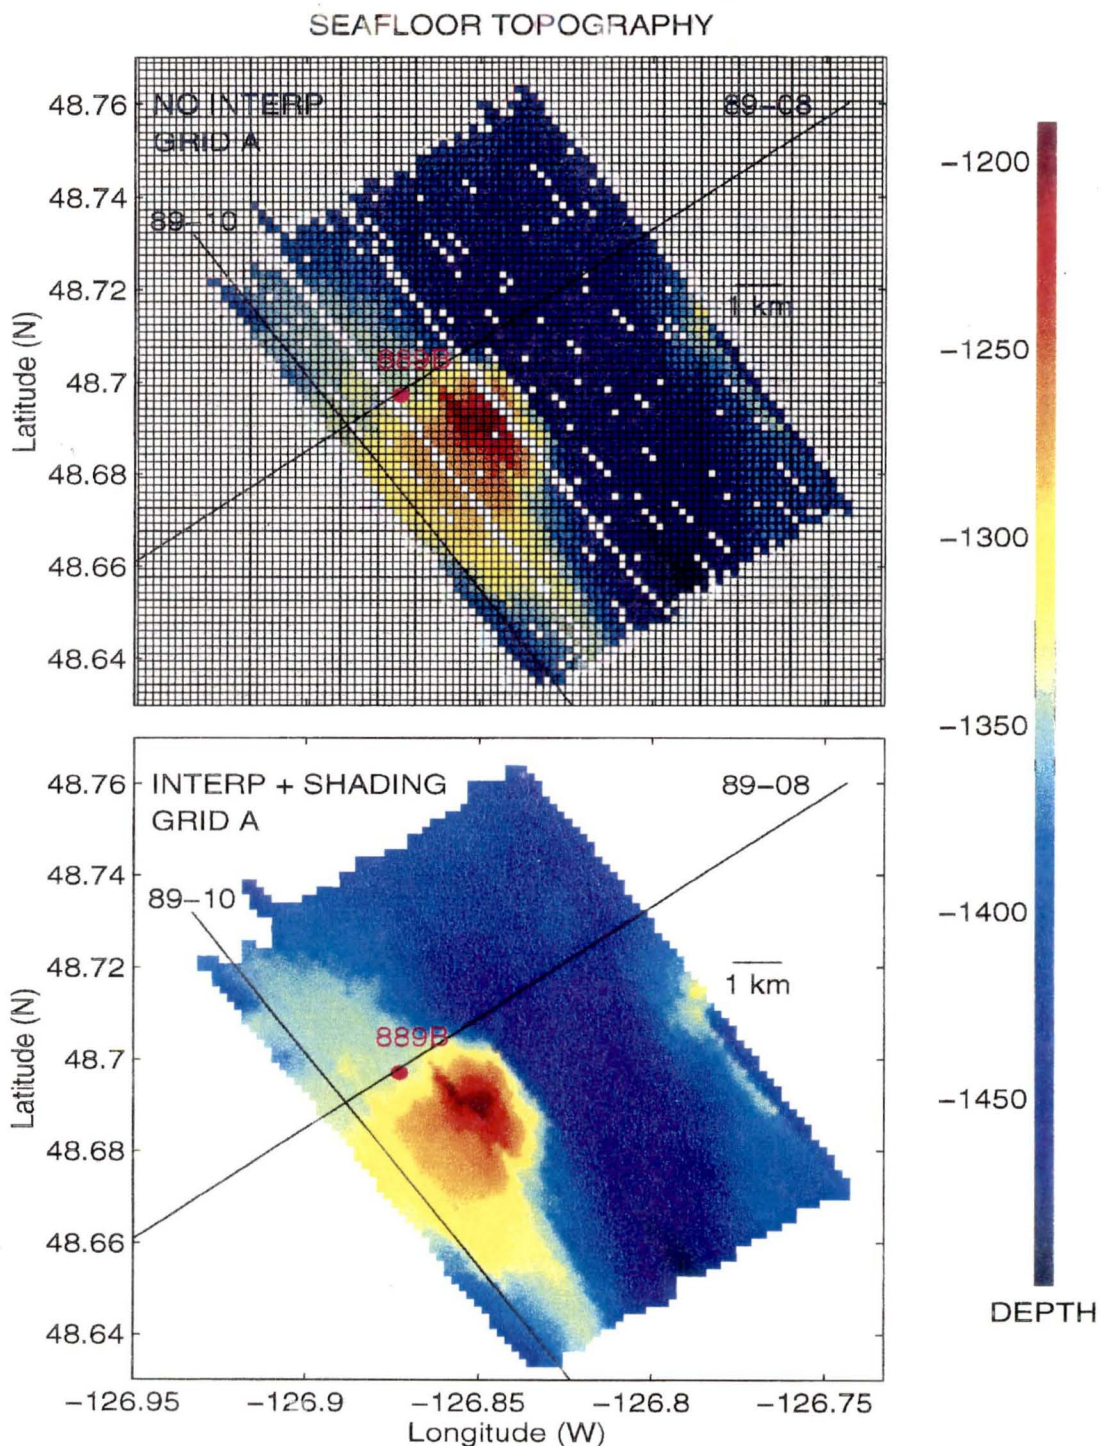 SEAFLOOR TOPOGRAPHY
NO INTERP
GRID A
89-08
89-10
1 km
889B
48.76
48.74
48.72
48.7
48.68
48.66
48.64
Latitude (N)
INTERP + SHADING
GRID A
89-08
89-10
1 km
889B
48.76
48.74
48.72
48.7
48.68
48.66
48.64
Latitude (N)
-126.95
-126.9
-126.85
-126.8
-126.75
Longitude (W)
-1200
-1250
-1300
-1350
-1400
-1450
DEPTH